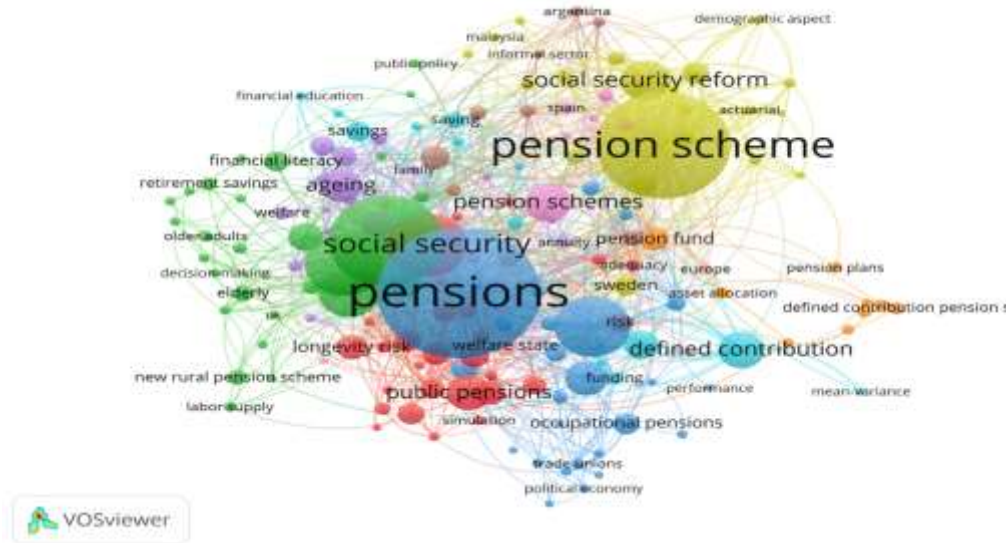 argentina
demographic aspect
malaysia
informal sector
public policy
social security reform
financial education
spain
actuarial
saving
savings
pension scheme
financial literacy
family
retirement savings
ageing
pension schemes
welfare
older adults
social security
annuity
pension fund
decision-making
adequacy
europe
pension plans
elderly
pensions
sweden
asset allocation
defined contribution pension s
risk
longevity risk
welfare state
defined contribution
new rural pension scheme
public pensions
funding
performance
mean-variance
labor supply
simulation
occupational pensions
trade unions
political economy
VOSviewer